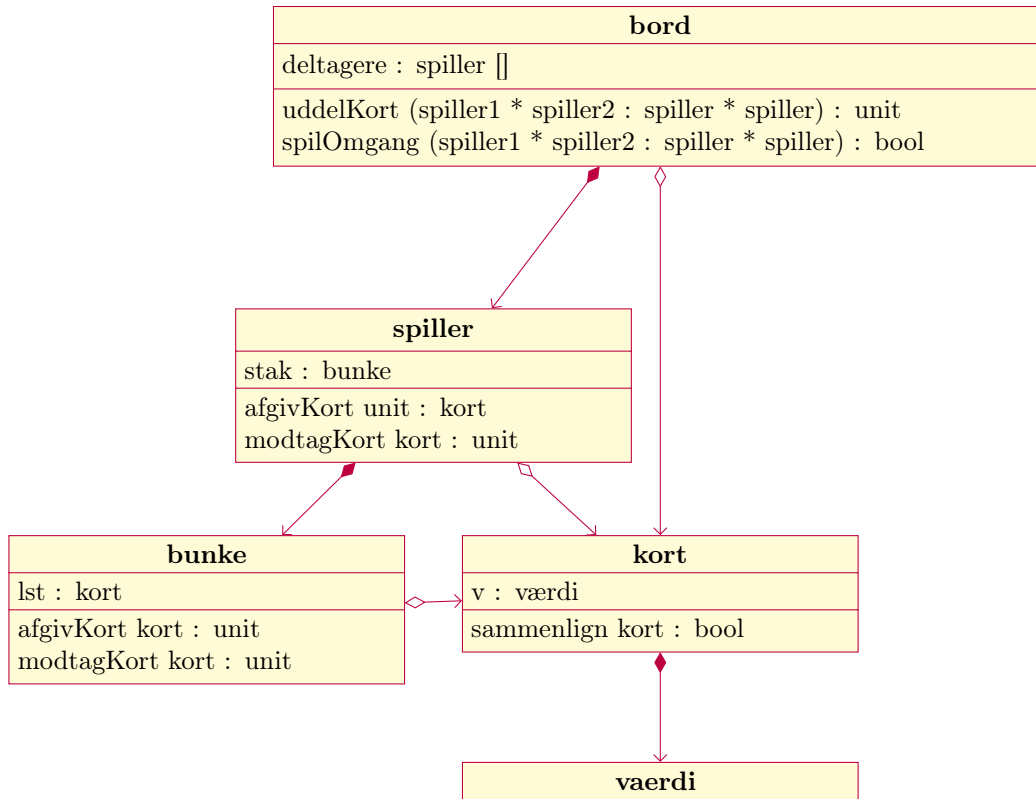 bord
deltagere : spiller []
uddelKort (spiller1 * spiller2 : spiller * spiller) : unit
spilOmgang (spiller1 * spiller2 : spiller * spiller) : bool
spiller
stak : bunke
afgivKort unit : kort
modtagKort kort : unit
bunke
lst : kort
afgivKort kort : unit
modtagKort kort : unit
kort
v : værdi
sammenlign kort : bool
vaerdi